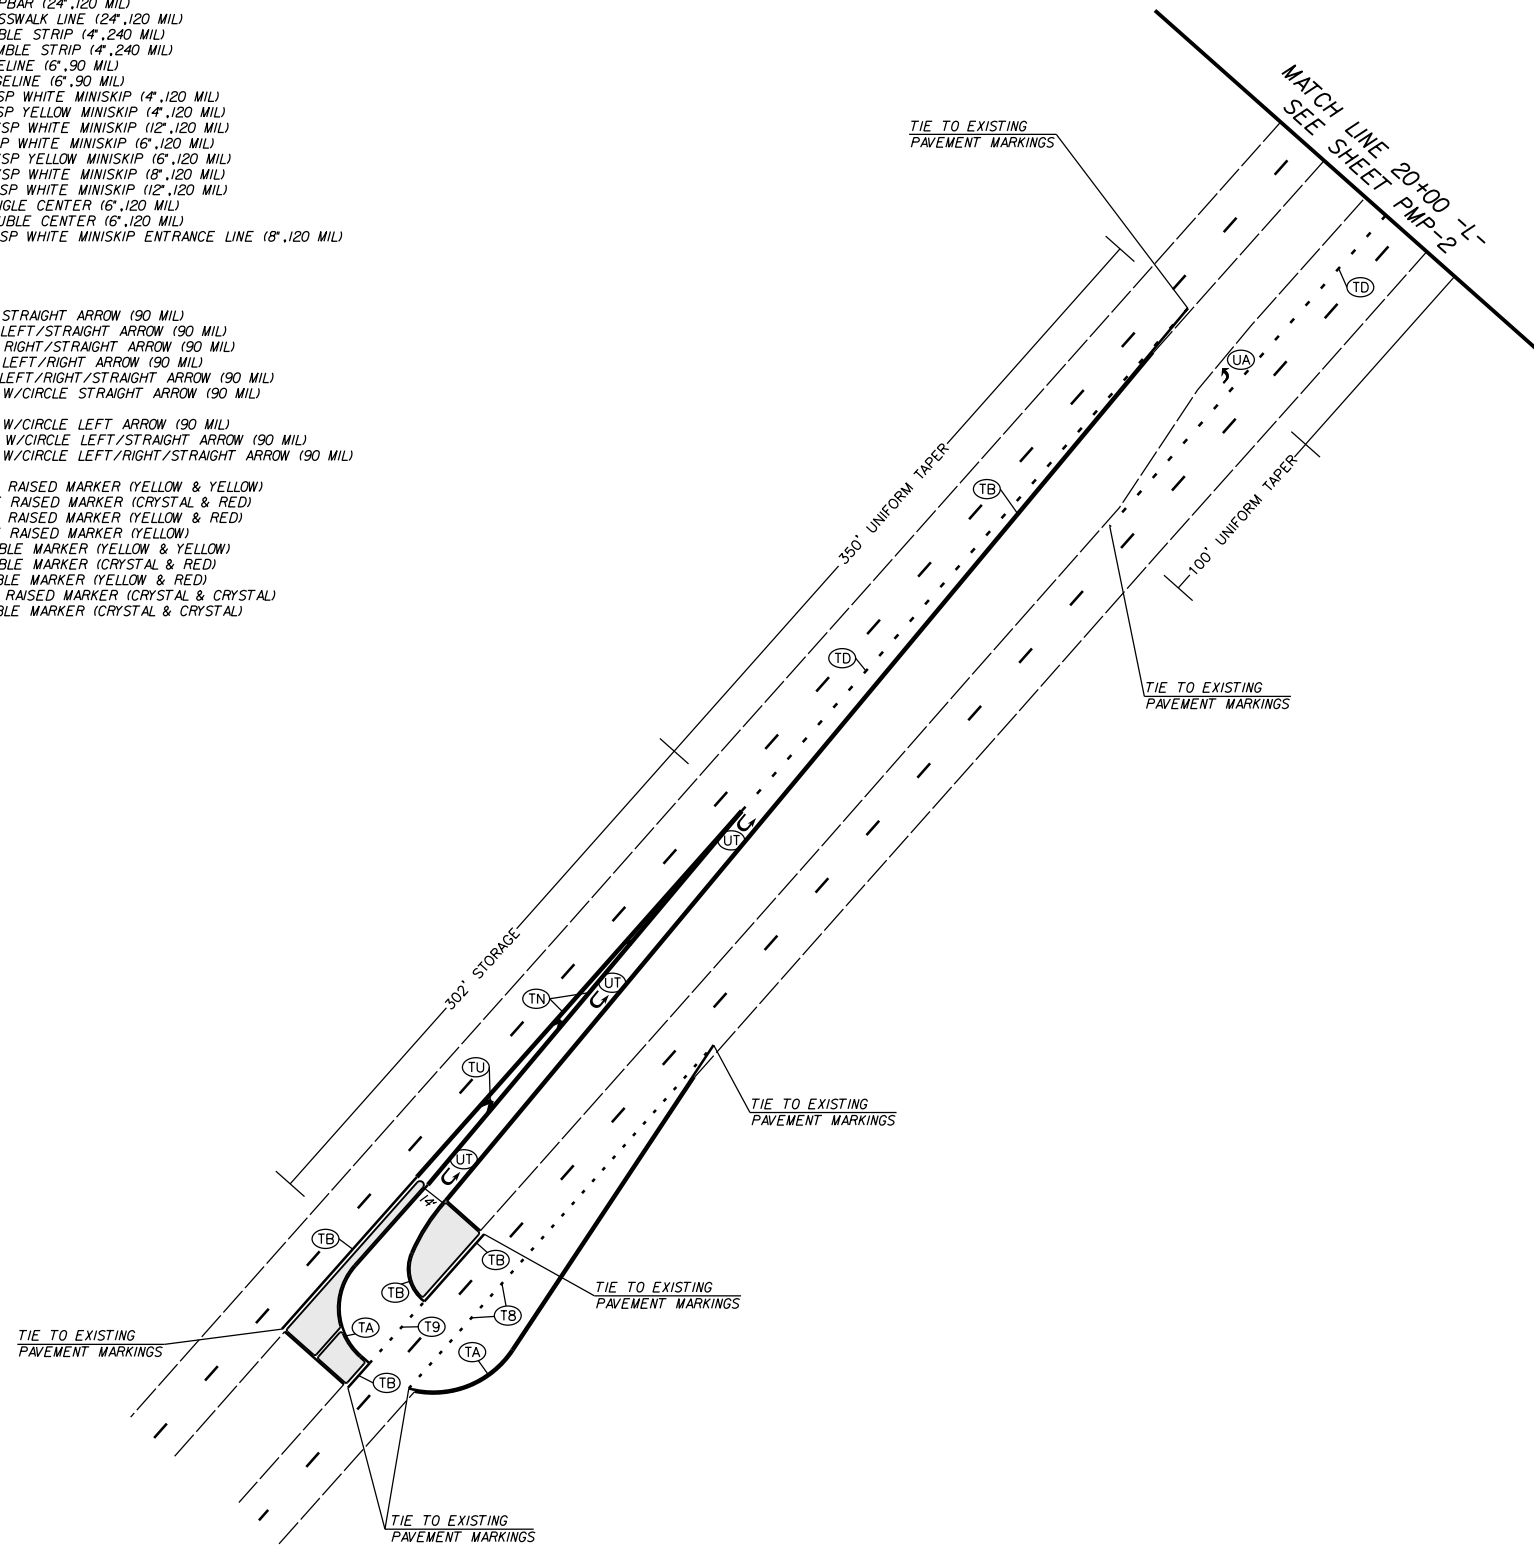 PBAR (24",120 MIL)
SSWALK LINE (24",120 MIL)
BLE STRIP (4",240 MIL)
MBLE STRIP (4",240 MIL)
ELINE (6",90 MIL)
GELINE (6",90 MIL)
SP WHITE MINISKIP (4",120 MIL)
SP YELLOW MINISKIP (4",120 MIL)
SP WHITE MINISKIP (12",120 MIL)
P WHITE MINISKIP (6",120 MIL)
SP YELLOW MINISKIP (6",120 MIL)
SP WHITE MINISKIP (8",120 MIL)
SP WHITE MINISKIP (12",120 MIL)
IGLE CENTER (6",120 MIL)
UBLE CENTER (6",120 MIL)
SP WHITE MINISKIP ENTRANCE LINE (8",120 MIL)
STRAIGHT ARROW (90 MIL)
LEFT/STRAIGHT ARROW (90 MIL)
RIGHT/STRAIGHT ARROW (90 MIL)
LEFT/RIGHT ARROW (90 MIL)
LEFT/RIGHT/STRAIGHT ARROW (90 MIL)
W/CIRCLE STRAIGHT ARROW (90 MIL)
W/CIRCLE LEFT ARROW (90 MIL)
W/CIRCLE LEFT/STRAIGHT ARROW (90 MIL)
W/CIRCLE LEFT/RIGHT/STRAIGHT ARROW (90 MIL)
RAISED MARKER (YELLOW & YELLOW)
RAISED MARKER (CRYSTAL & RED)
RAISED MARKER (YELLOW & RED)
RAISED MARKER (YELLOW)
BLE MARKER (YELLOW & YELLOW)
BLE MARKER (CRYSTAL & RED)
BLE MARKER (YELLOW & RED)
RAISED MARKER (CRYSTAL & CRYSTAL)
BLE MARKER (CRYSTAL & CRYSTAL)
MATCH LINE 20+00 -L-
SEE SHEET PMP-2
TIE TO EXISTING
PAVEMENT MARKINGS
TD
UA
350' UNIFORM TAPER
TB
100' UNIFORM TAPER
TD
TIE TO EXISTING
PAVEMENT MARKINGS
UT
302' STORAGE
UT
TN
TU
TIE TO EXISTING
PAVEMENT MARKINGS
UT
14'
TB
TB
TB
TIE TO EXISTING
PAVEMENT MARKINGS
T8
T9
TA
TIE TO EXISTING
PAVEMENT MARKINGS
TA
TB
TIE TO EXISTING
PAVEMENT MARKINGS